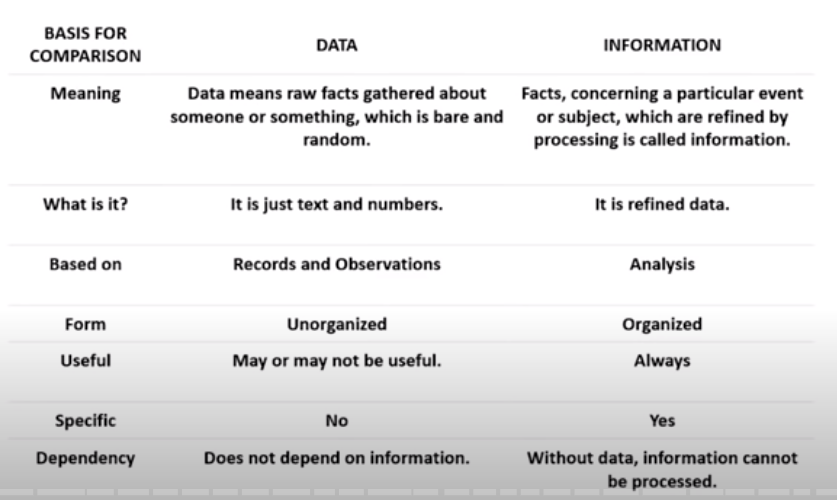 BASIS FOR
COMPARISON
DATA
INFORMATION
Meaning
Data means raw facts gathered about
someone or something, which is bare and
random.
Facts, concerning a particular event
or subject, which are refined by
processing is called information.
What is it?
It is just text and numbers.
It is refined data.
Based on
Records and Observations
Analysis
Form
Unorganized
Organized
Useful
May or may not be useful.
Always
Specific
No
Yes
Dependency
Does not depend on information.
Without data, information cannot
be processed.